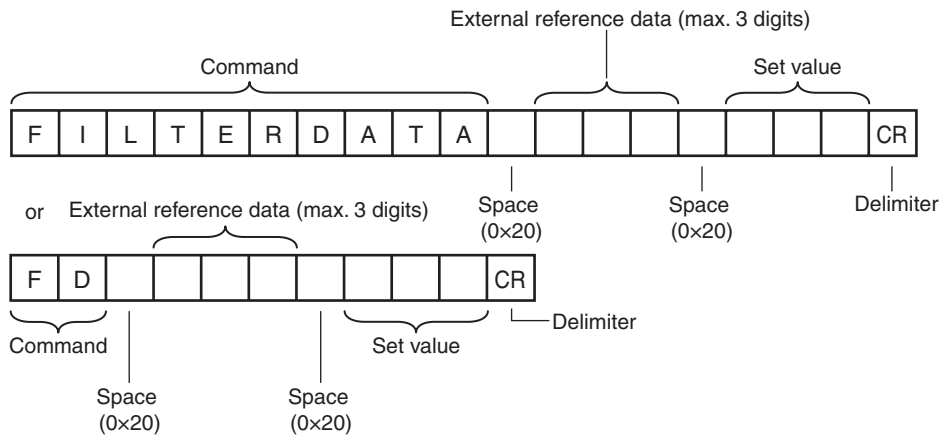 External reference data (max. 3 digits)
Command
Set value
F I L T E R D A T A CR
Space
(0×20)
Space
(0×20)
Delimiter
or External reference data (max. 3 digits)
F D CR
Delimiter
Command
Set value
Space
(0×20)
Space
(0×20)